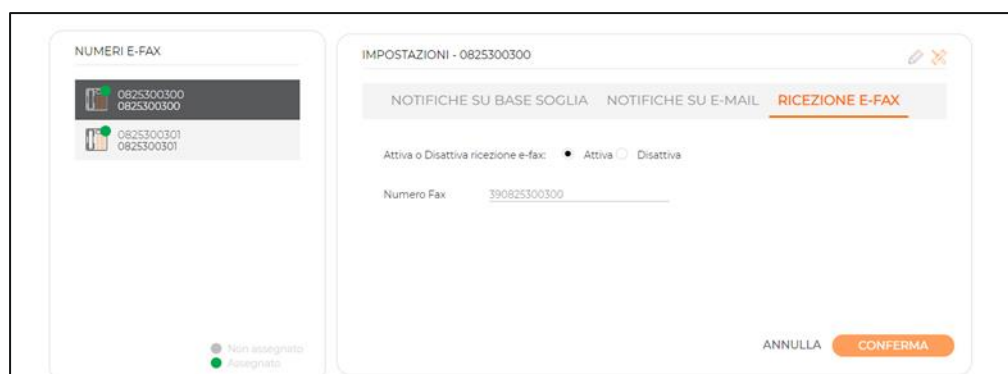 NUMERI E-FAX
0825300300
0825300300
0825300301
0825300301
Non assegnato
Assegnato
IMPOSTAZIONI - 0825300300
NOTIFICHE SU BASE SOGLIA NOTIFICHE SU E-MAIL RICEZIONE E-FAX
Attiva o Disattiva ricezione e-fax: Attiva Disattiva
Numero Fax 390825300300
ANNULLA CONFERMA